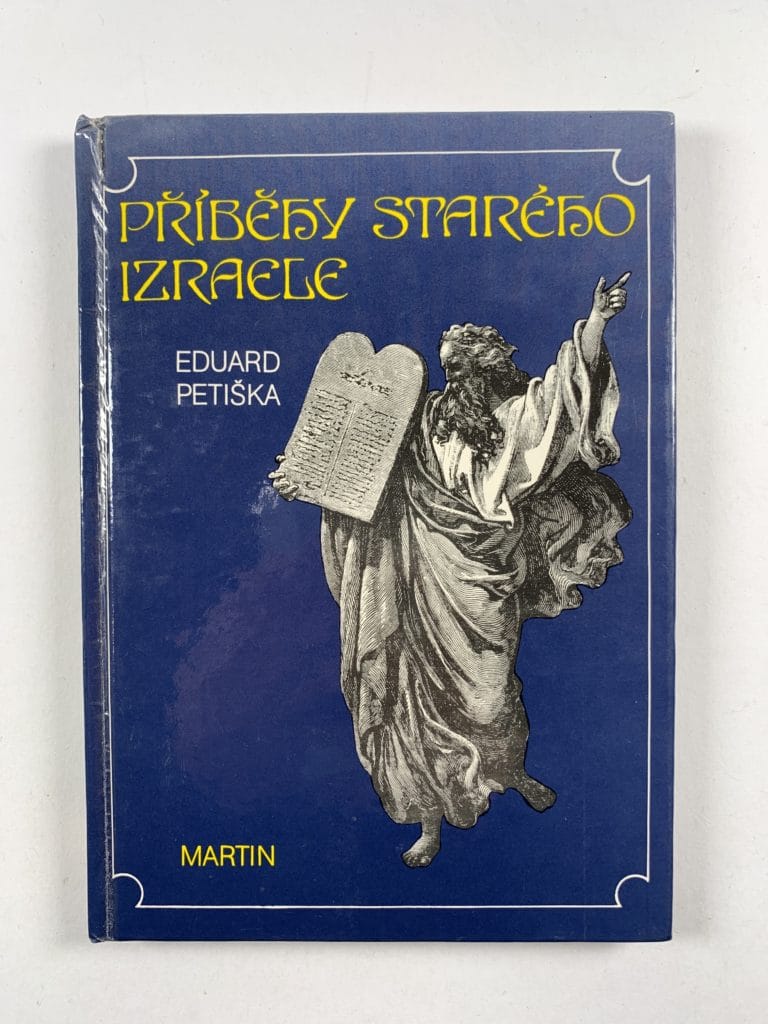 PŘÍBĚHY STARÉHO
IZRAELE
EDUARD
PETIŠKA
MARTIN